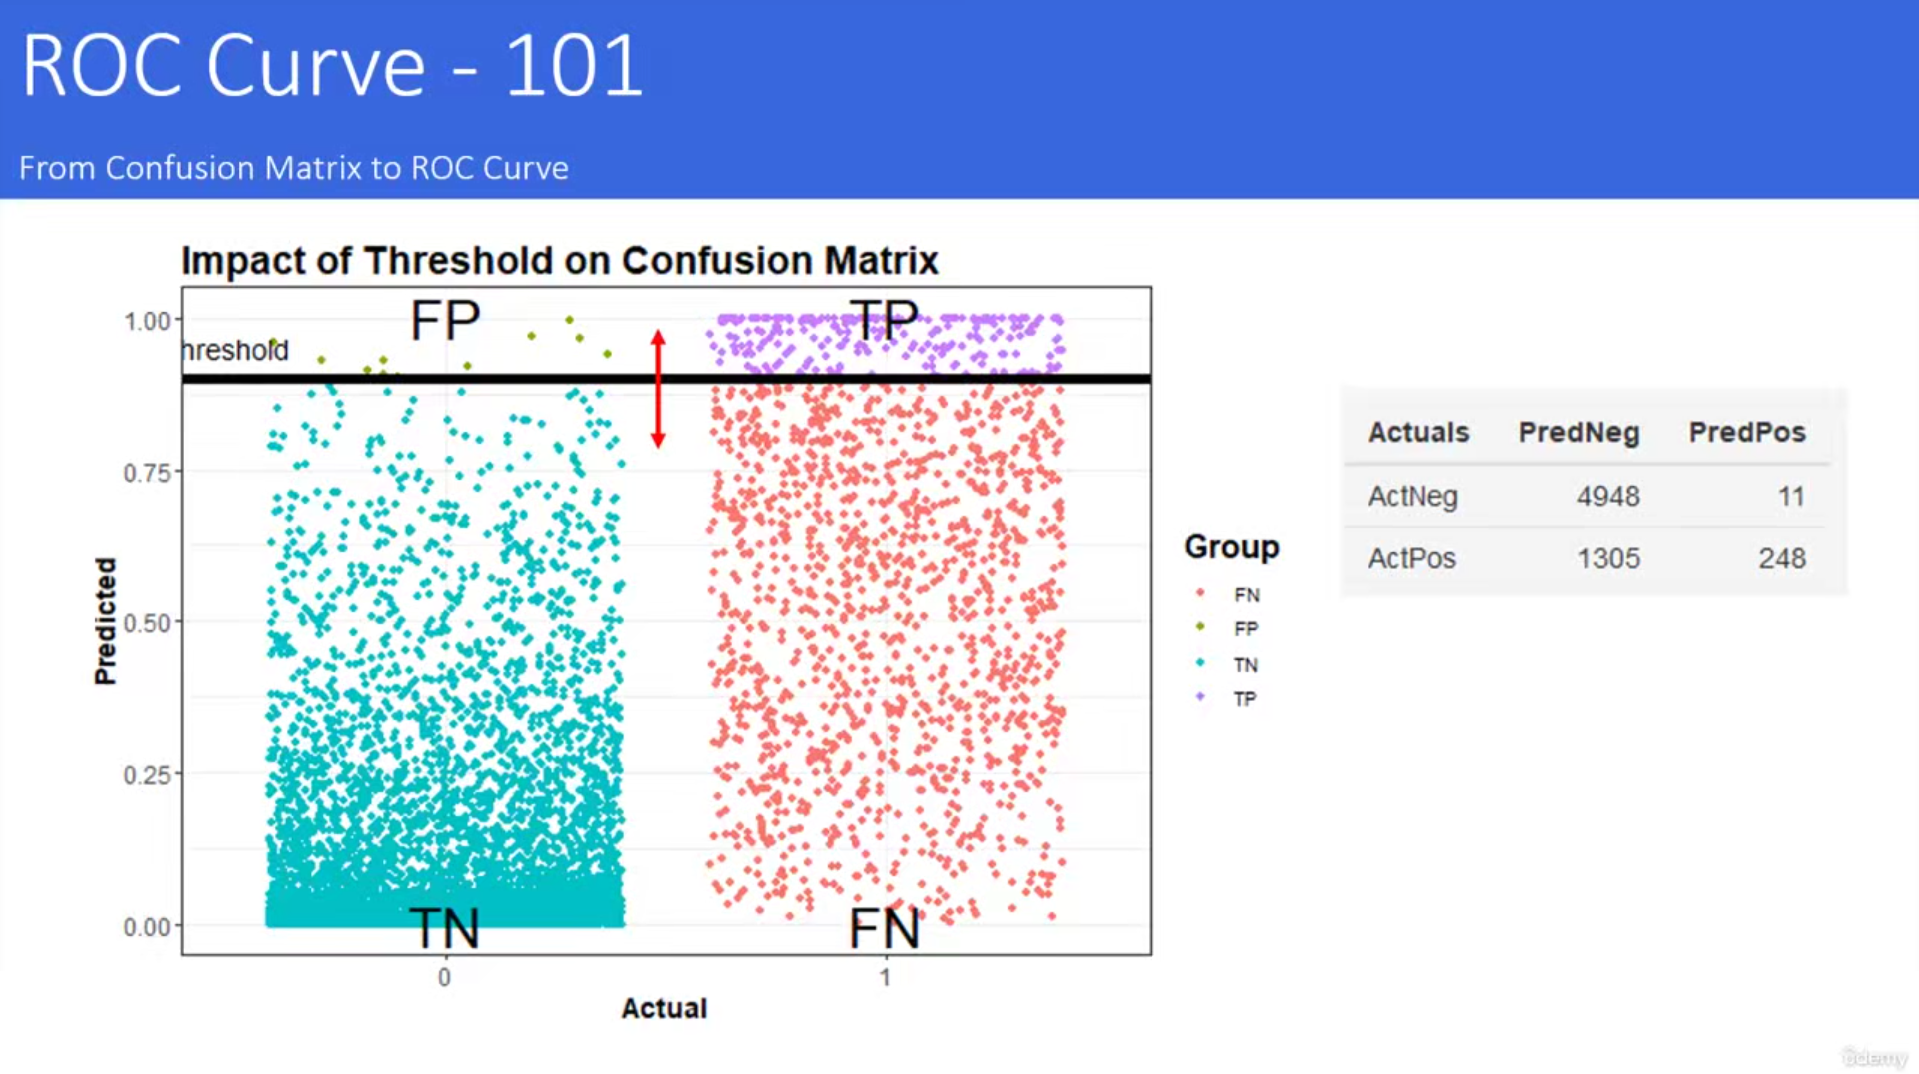 ROC Curve - 101
From Confusion Matrix to ROC Curve
Impact of Threshold on Confusion Matrix
FP
TP
hreshold
1.00
0.75
0.50
0.25
0.00
Predicted
TN
FN
0
1
Actual
Group
FN
FP
TN
TP
Actuals PredNeg PredPos
ActNeg 4948 11
ActPos 1305 248
ûdemy